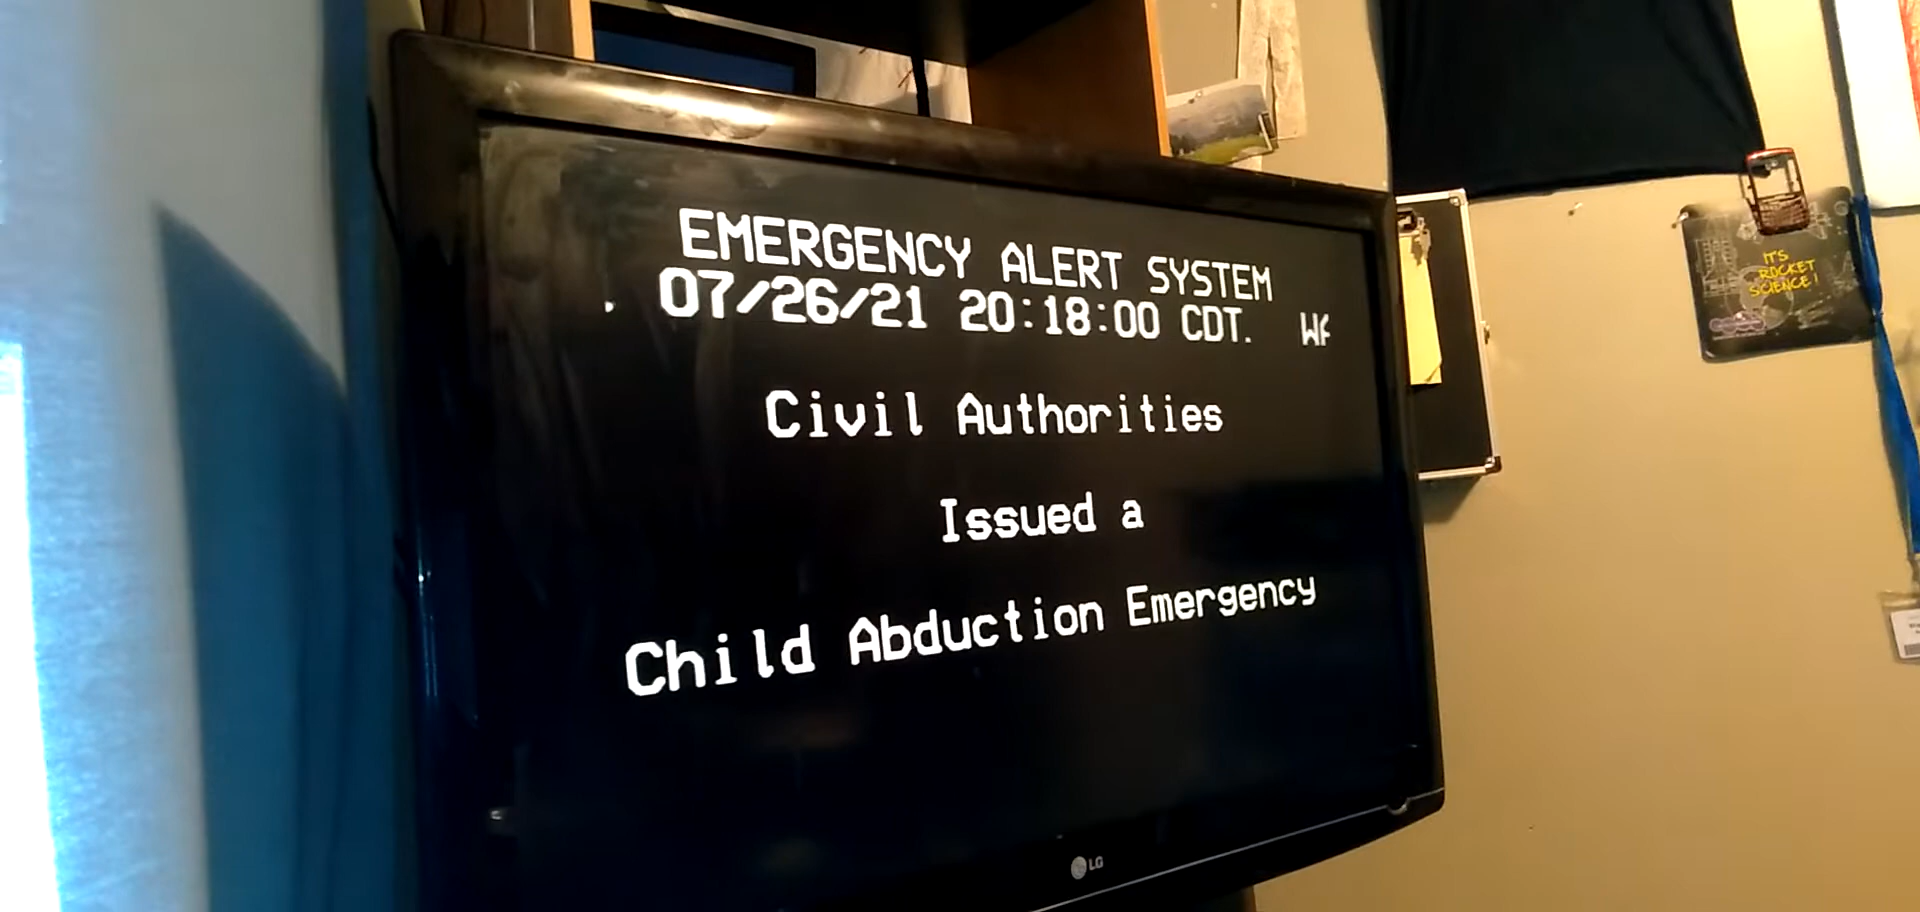 EMERGENCY ALERT SYSTEM
. 07/26/21 20:18:00 CDT.
Civil Authorities
Issued a
Child Abduction Emergency
LG
IT'S
ROCKET
SCIENCE!